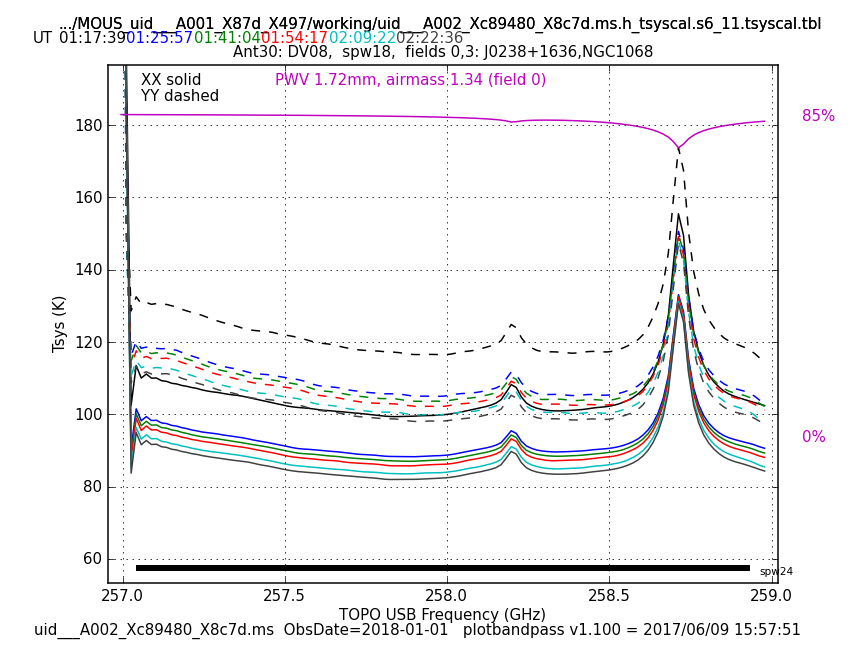 .../MOUS_uid___A001_X87d_X497/working/uid___A002_Xc89480_X8c7d.ms.h_tsyscal.s6_11.tsyscal.tbl
UT 01:17:39 01:25:57 01:41:04 01:54:17 02:09:22 02:22:36
Ant30: DV08, spw18, fields 0,3: J0238+1636,NGC1068
XX solid PWV 1.72mm, airmass 1.34 (field 0)
YY dashed
85%
180
160
140
120
100
80
60
Tsys (K)
0%
spw24
257.0 257.5 258.0 258.5 259.0
TOPO USB Frequency (GHz)
uid___A002_Xc89480_X8c7d.ms ObsDate=2018-01-01 plotbandpass v1.100 = 2017/06/09 15:57:51